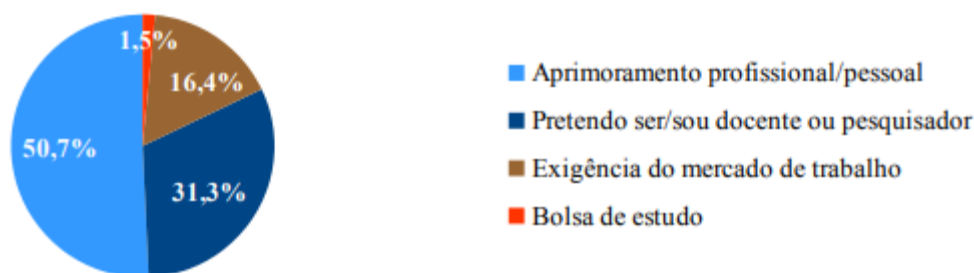 1,5%
16,4%
50,7%
31,3%
Aprimoramento profissional/pessoal
Pretendo ser/sou docente ou pesquisador
Exigência do mercado de trabalho
Bolsa de estudo